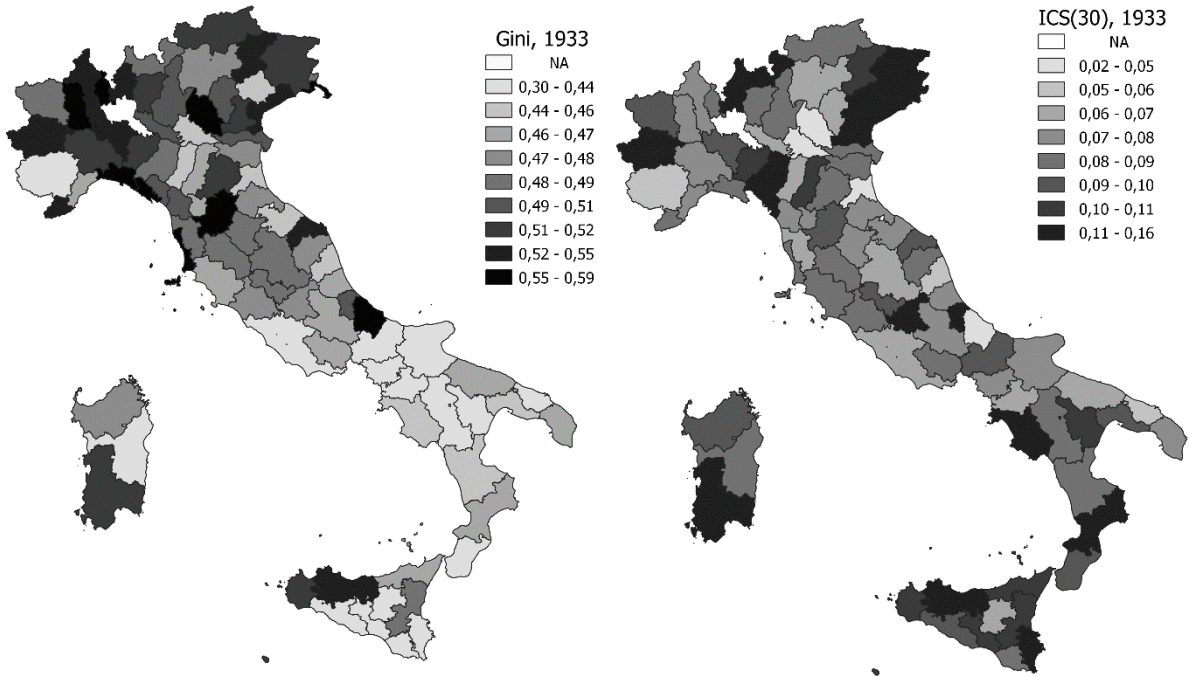 Gini, 1933
NA
0,30 - 0,44
0,44 - 0,46
0,46 - 0,47
0,47 - 0,48
0,48 - 0,49
0,49 - 0,51
0,51 - 0,52
0,52 - 0,55
0,55 - 0,59
ICS(30), 1933
NA
0,02 - 0,05
0,05 - 0,06
0,06 - 0,07
0,07 - 0,08
0,08 - 0,09
0,09 - 0,10
0,10 - 0,11
0,11 - 0,16